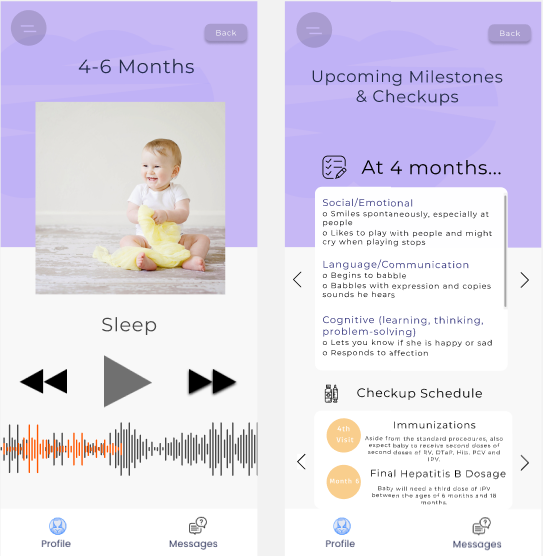 Back
4-6 Months
Sleep
Profile
Messages
Back
Upcoming Milestones
& Checkups
At 4 months...
Social/Emotional
o Smiles spontaneously, especially at
people
o Likes to play with people and might
cry when playing stops
Language/Communication
o Begins to babble
o Babbles with expression and copies
sounds he hears
Cognitive (learning, thinking,
problem-solving)
o Lets you know if she is happy or sad
o Responds to affection
Checkup Schedule
4th
Visit
Immunizations
Aside from the standard procedures, also
expect baby to receive second doses of
second doses of RV, DTaP, His, PCV and
IPV.
Month 6
Final Hepatitis B Dosage
Baby will need a third dose of IPV
between the ages of 6 months and 18
months.
Profile
Messages